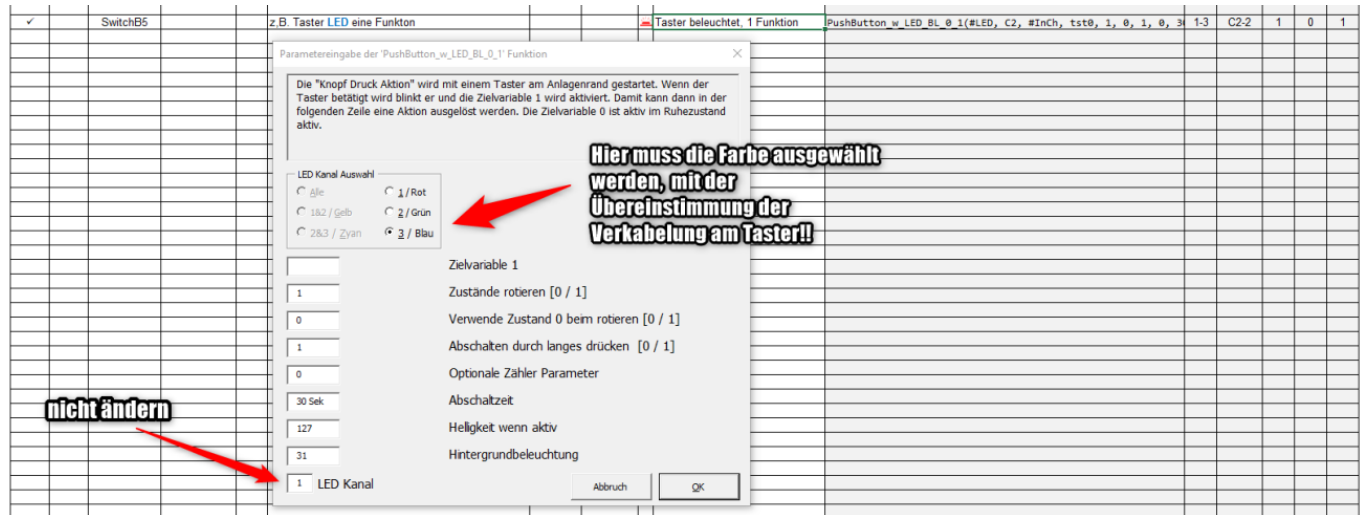 ✓ SwitchB5 z.B. Taster LED eine Funkton Taster beleuchtet, 1 Funktion PushButton_w_LED_BL_0_1(#LED, C2, #InCh, tst0, 1, 0, 1, 0, 3 1-3 C2-2 1 0 1
Parametereingabe der 'PushButton_w_LED_BL_0_1' Funktion
Die "Knopf Druck Aktion" wird mit einem Taster am Anlagenrand gestartet. Wenn der
Taster betätigt wird blinkt er und die Zielvariable 1 wird aktiviert. Damit kann dann in der
folgenden Zeile eine Aktion ausgelöst werden. Die Zielvariable 0 ist aktiv im Ruhezustand
aktiv.
Hier muss die Farbe ausgewählt
werden, mit der
Übereinstimmung der
Verkabelung am Taster!!
LED Kanal Auswahl
Alle 1 / Rot
1&2 / Gelb 2 / Grün
2&3 / Zyan 3 / Blau
Zielvariable 1
1 Zustände rotieren [0 / 1]
0 Verwende Zustand 0 beim rotieren [0 / 1]
1 Abschalten durch langes drücken [0 / 1]
0 Optionale Zähler Parameter
30 Sek Abschaltzeit
nicht ändern
127 Helligkeit wenn aktiv
31 Hintergrundbeleuchtung
1 LED Kanal
Abbruch OK